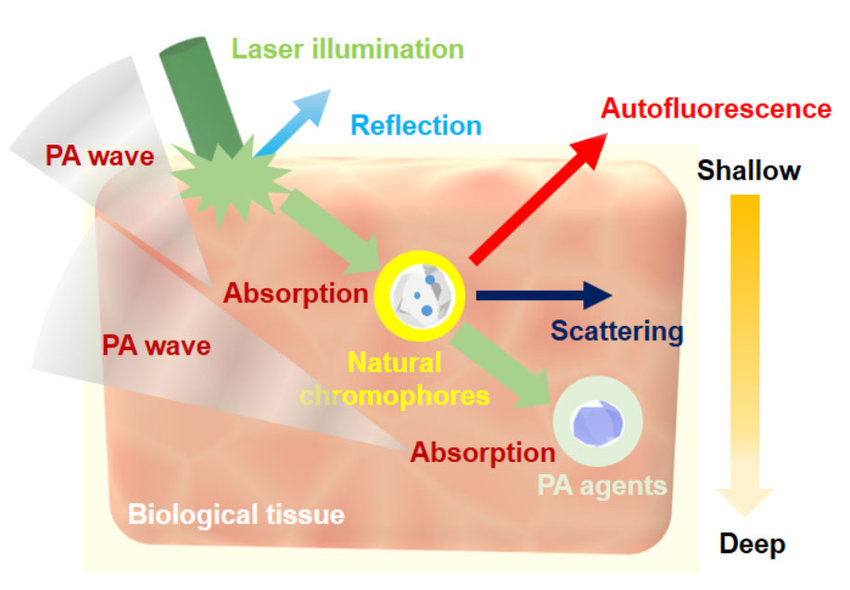 Laser illumination
Autofluorescence
Reflection
PA wave
Shallow
Absorption
Scattering
PA wave
Natural
chromophores
Absorption
PA agents
Biological tissue
Deep